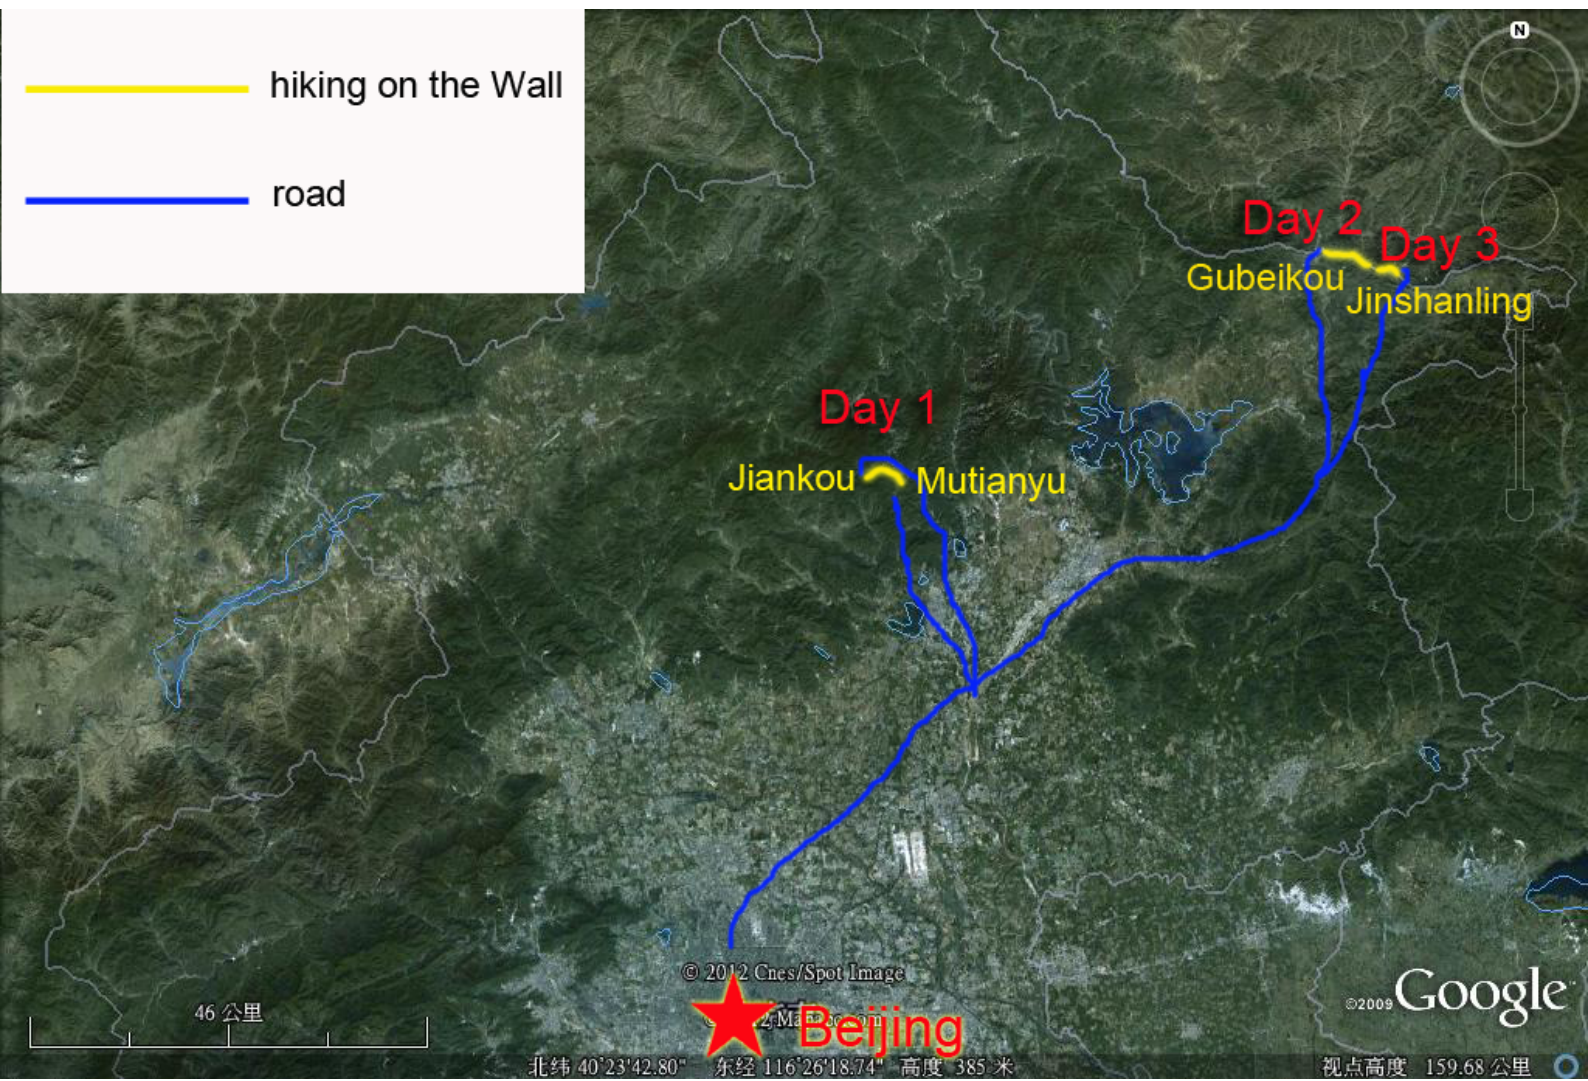 hiking on the Wall
road
N
Day 2
Day 3
Gubeikou
Jinshanling
Day 1
Jiankou
Mutianyu
© 2012 Cnes/Spot Image
46 公里
©2009 Google
Beijing
北纬 40°23'42.80" 东经 116°26'18.74" 高度 385 米
视点高度 159.68 公里